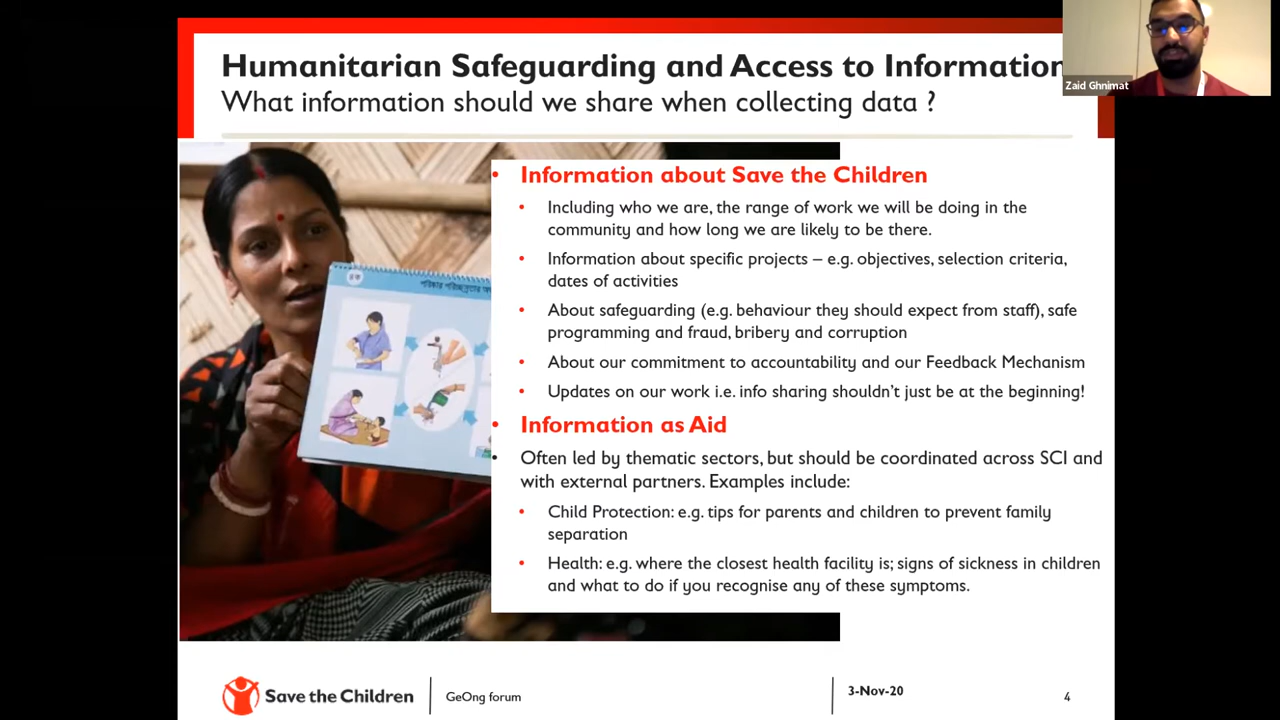 Humanitarian Safeguarding and Access to Information
What information should we share when collecting data ?
Zaid Ghnimat
• Information about Save the Children
• Including who we are, the range of work we will be doing in the
community and how long we are likely to be there.
• Information about specific projects – e.g. objectives, selection criteria,
dates of activities
• About safeguarding (e.g. behaviour they should expect from staff), safe
programming and fraud, bribery and corruption
• About our commitment to accountability and our Feedback Mechanism
• Updates on our work i.e. info sharing shouldn't just be at the beginning!
• Information as Aid
• Often led by thematic sectors, but should be coordinated across SCI and
with external partners. Examples include:
• Child Protection: e.g. tips for parents and children to prevent family
separation
• Health: e.g. where the closest health facility is; signs of sickness in children
and what to do if you recognise any of these symptoms.
Save the Children
GeOng forum
3-Nov-20
4